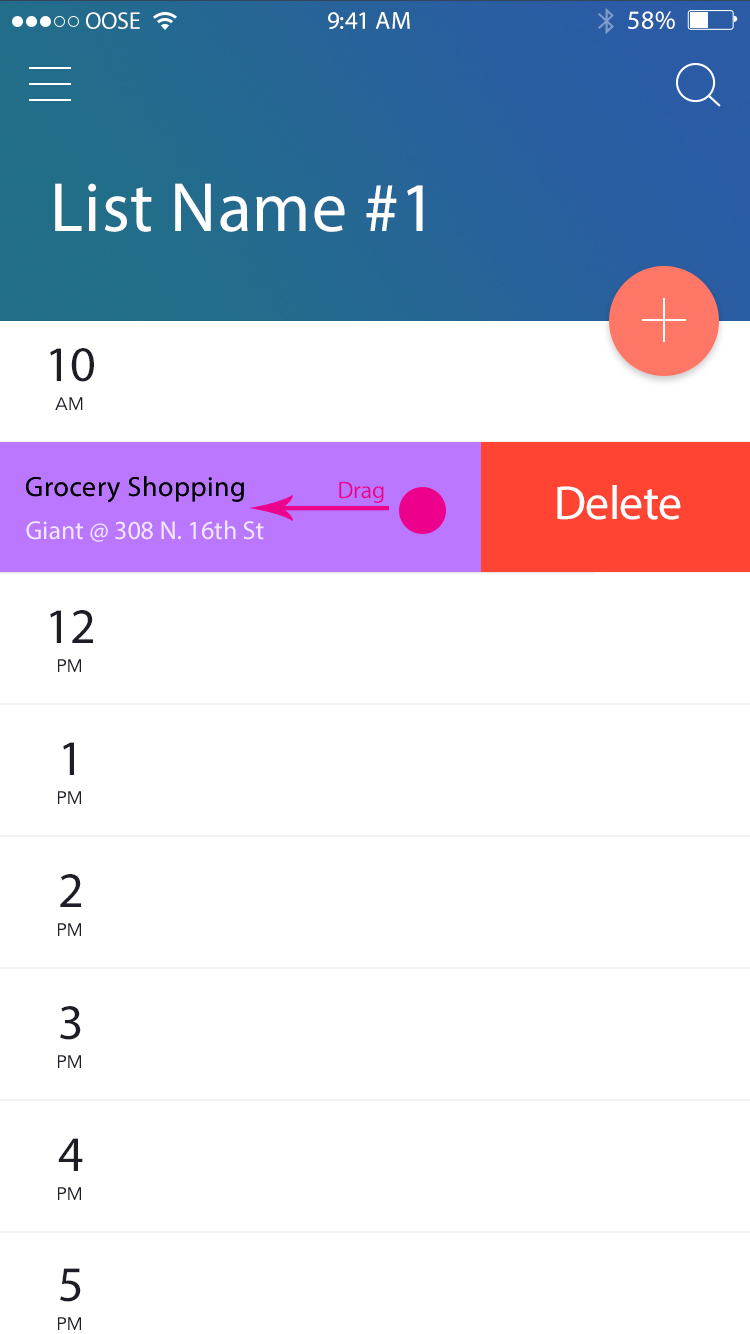 OOSE 9:41 AM 58%
List Name #1
10
AM
Grocery Shopping
Drag
Giant @ 308 N. 16th St
Delete
12
PM
1
PM
2
PM
3
PM
4
PM
5
PM